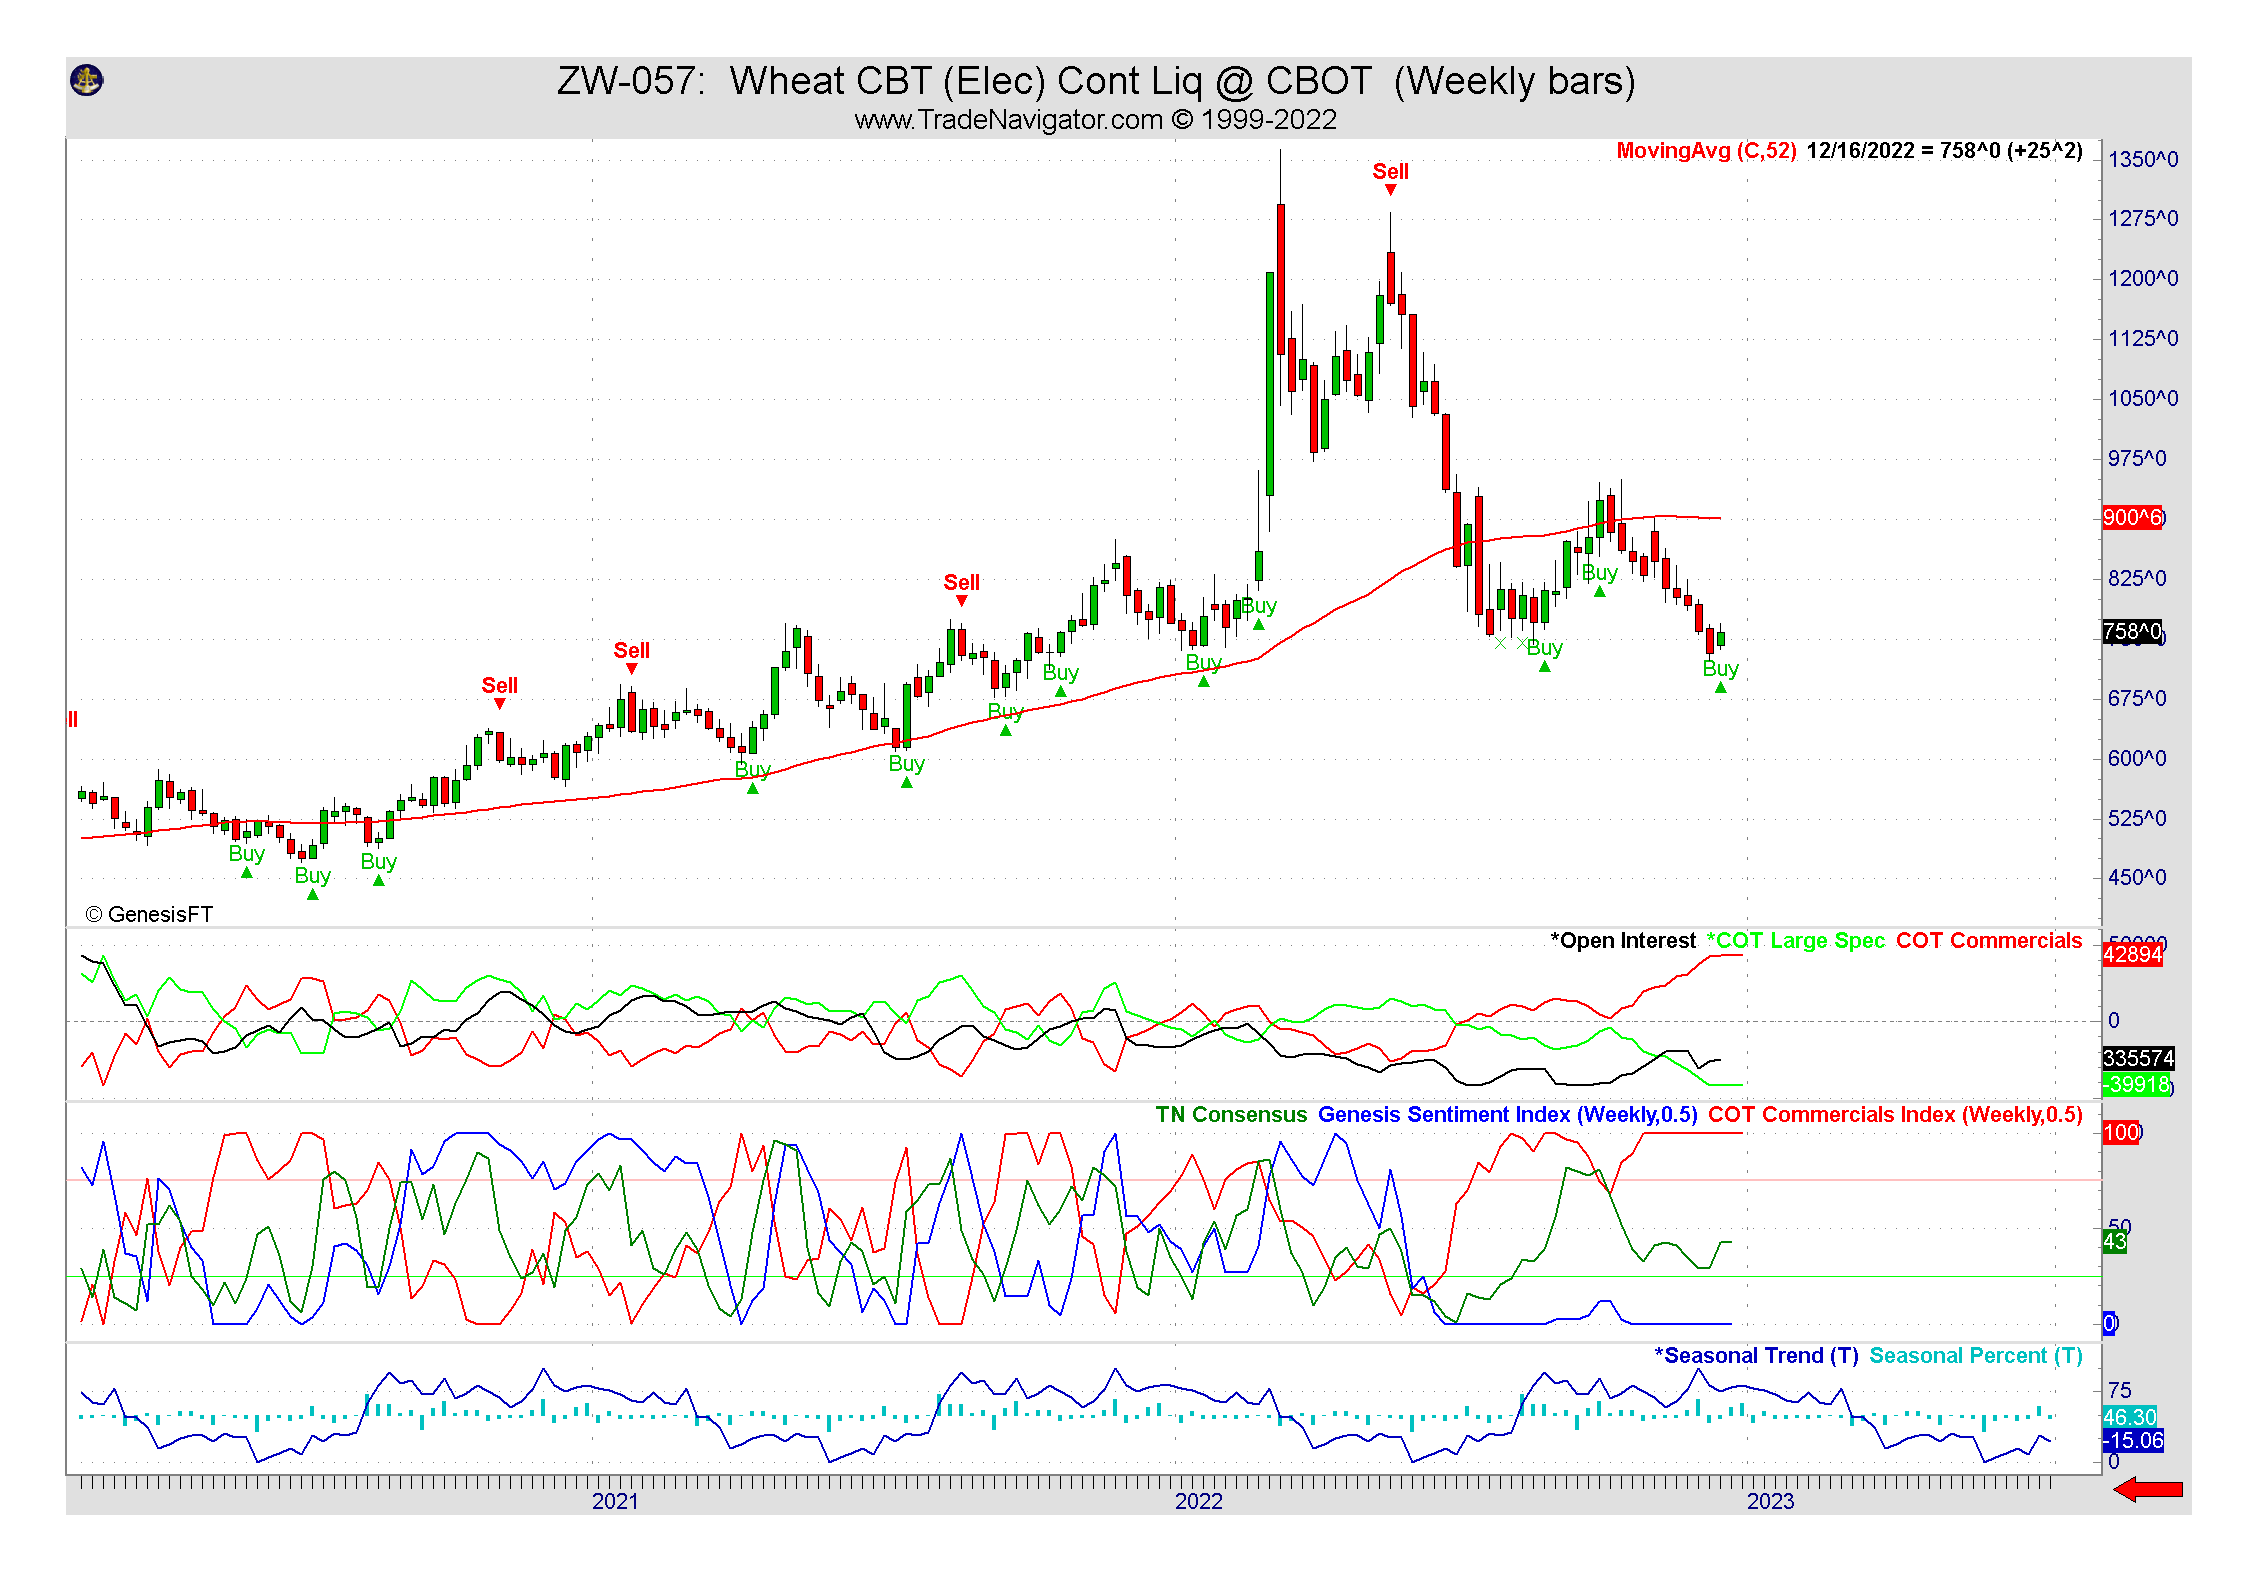 ZW-057: Wheat CBT (Elec) Cont Liq @ CBOT (Weekly bars)
www.TradeNavigator.com © 1999-2022
MovingAvg (C,52) 12/16/2022 = 758^0 (+25^2)
1350^0
Sell
1275^0
1200^0
1125^0
1050^0
975^0
900^6
Buy
825^0
Sell
Buy
758^0
Sell
Buy
Buy
Buy
Buy
Sell
675^0
Buy
ll
600^0
Buy
Buy
525^0
Buy
Buy
Buy
450^0
© GenesisFT
*Open Interest *COT Large Spec COT Commercials
42894
0
335574
-39918
TN Consensus Genesis Sentiment Index (Weekly,0.5) COT Commercials Index (Weekly,0.5)
100
50
43
0
*Seasonal Trend (T) Seasonal Percent (T)
75
46.30
-15.06
0
2021 2022 2023